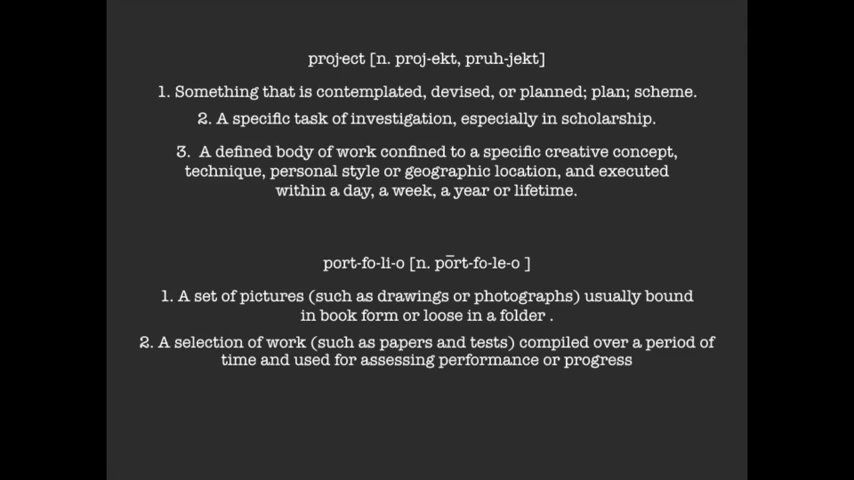 proj·ect [n. proj-ekt, pruh-jekt]
1. Something that is contemplated, devised, or planned; plan; scheme.
2. A specific task of investigation, especially in scholarship.
3.  A defined body of work confined to a specific creative concept,
technique, personal style or geographic location, and executed
within a day, a week, a year or lifetime.
port-fo-li-o [n. pōrt-fo-le-o ]
1. A set of pictures (such as drawings or photographs) usually bound
in book form or loose in a folder .
2. A selection of work (such as papers and tests) compiled over a period of
time and used for assessing performance or progress